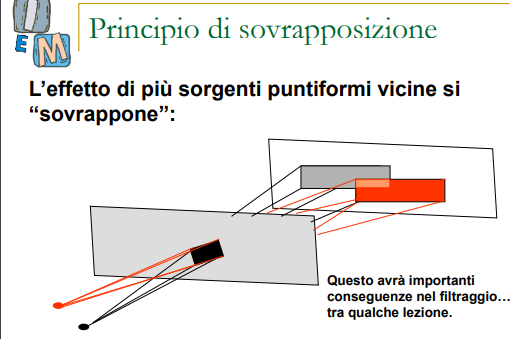 Principio di sovrapposizione
E M
L’effetto di più sorgenti puntiformi vicine si
“sovrappone”:
Questo avrà importanti
conseguenze nel filtraggio…
tra qualche lezione.